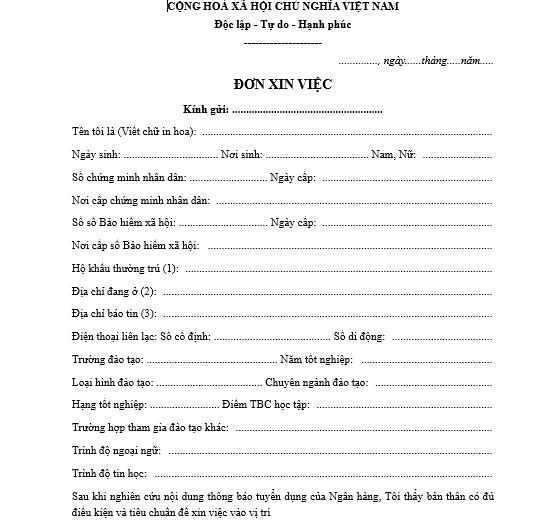 CỘNG HOÀ XÃ HỘI CHỦ NGHĨA VIỆT NAM
Độc lập - Tự do - Hạnh phúc
---------------------
..............., ngày......tháng.....năm.....
ĐƠN XIN VIỆC
Kính gửi: ......................................................
Tên tôi là (Viết chữ in hoa): ........................................................................................................
Ngày sinh: .................................. Nơi sinh: ..................................... Nam, Nữ: .........................
Số chứng minh nhân dân: ............................ Ngày cấp: .............................................................
Nơi cấp chứng minh nhân dân: ...................................................................................................
Số sổ Bảo hiểm xã hội: ................................ Ngày cấp: .............................................................
Nơi cấp sổ Bảo hiểm xã hội: ......................................................................................................
Hộ khẩu thường trú (1): ..............................................................................................................
Địa chỉ đang ở (2): ......................................................................................................................
Địa chỉ báo tin (3): ......................................................................................................................
Điện thoại liên lạc: Số cố định: .......................................... Số di động: ....................................
Trường đào tạo: ............................................... Năm tốt nghiệp: ...............................................
Loại hình đào tạo: ...................................... Chuyên ngành đào tạo: ..........................................
Hạng tốt nghiệp: ......................... Điểm TBC học tập: ...............................................................
Trường hợp tham gia đào tạo khác: ............................................................................................
Trình độ ngoại ngữ: ....................................................................................................................
Trình độ tin học: .........................................................................................................................
Sau khi nghiên cứu nội dung thông báo tuyển dụng của Ngân hàng, Tôi thấy bản thân có đủ
điều kiện và tiêu chuẩn để xin việc vào vị trí